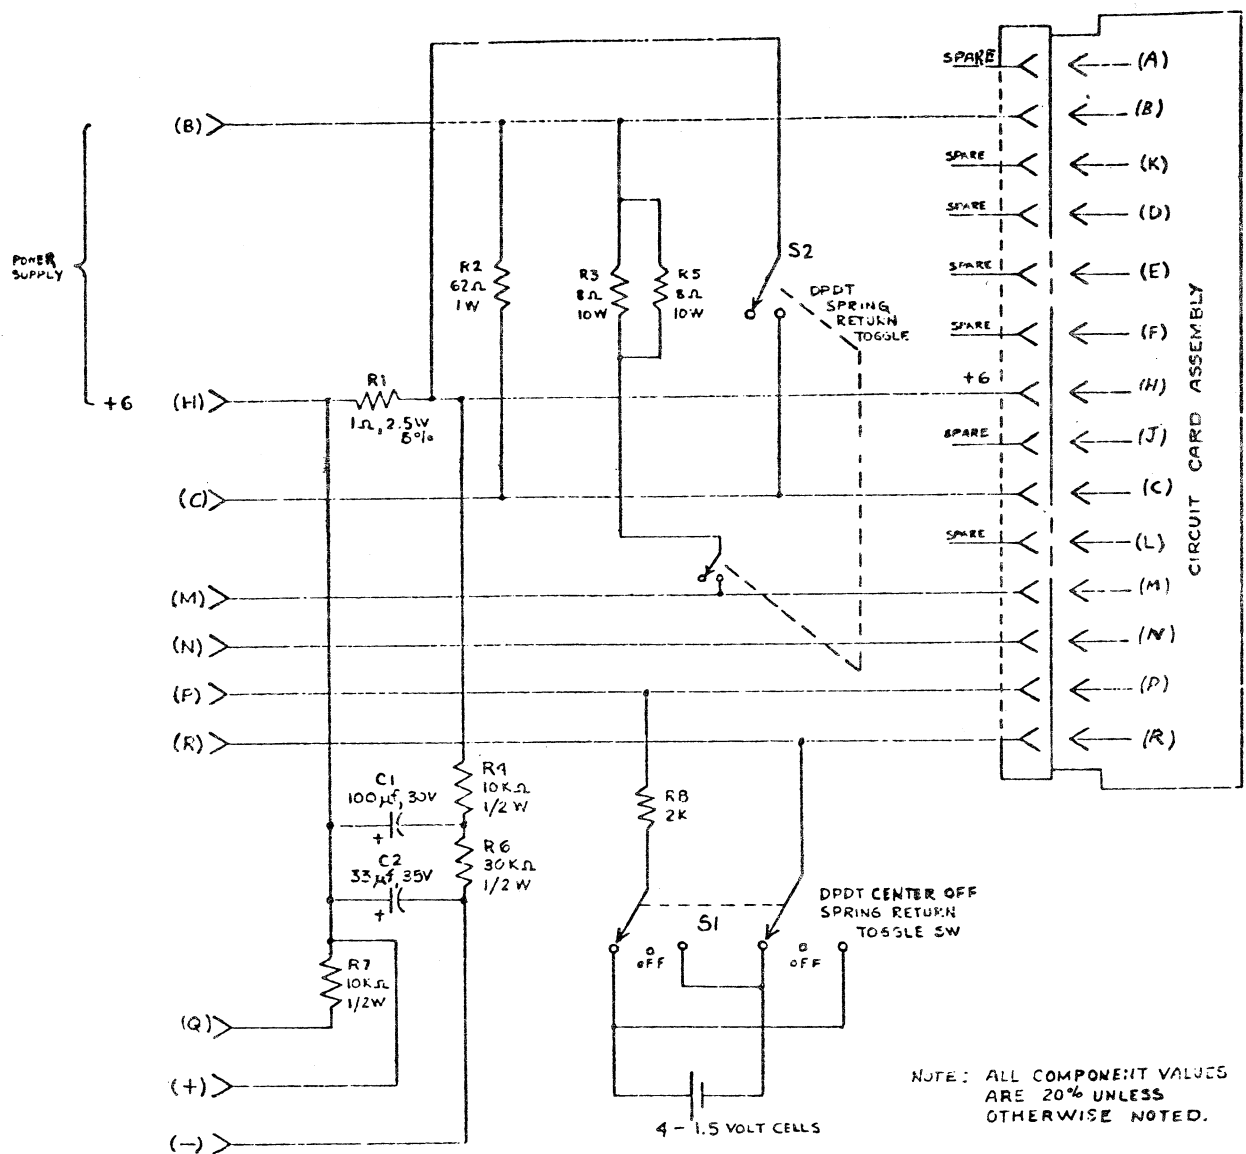 SPARE
(A)
(B)
(B)
SPARE
(K)
SPARE
(D)
POWER
SUPPLY
R2
62Ω
1W
R3
8Ω
10W
R5
8Ω
10W
S2
DPDT
SPRING
RETURN
TOGGLE
SPARE
(E)
SPARE
(F)
CIRCUIT CARD ASSEMBLY
+6
(H)
R1
1Ω, 2.5W
5%
+6
(H)
SPARE
(J)
(C)
(C)
SPARE
(L)
(M)
(M)
(N)
(N)
(P)
(P)
(R)
(R)
C1
100μf, 30V
+
R4
10KΩ
1/2W
R8
2K
C2
33μf, 35V
+
R6
30KΩ
1/2W
S1
OFF
OFF
DPDT CENTER OFF
SPRING RETURN
TOGGLE SW
R7
10KΩ
1/2W
(Q)
(+)
(−)
4 - 1.5 VOLT CELLS
NOTE: ALL COMPONENT VALUES
ARE 20% UNLESS
OTHERWISE NOTED.